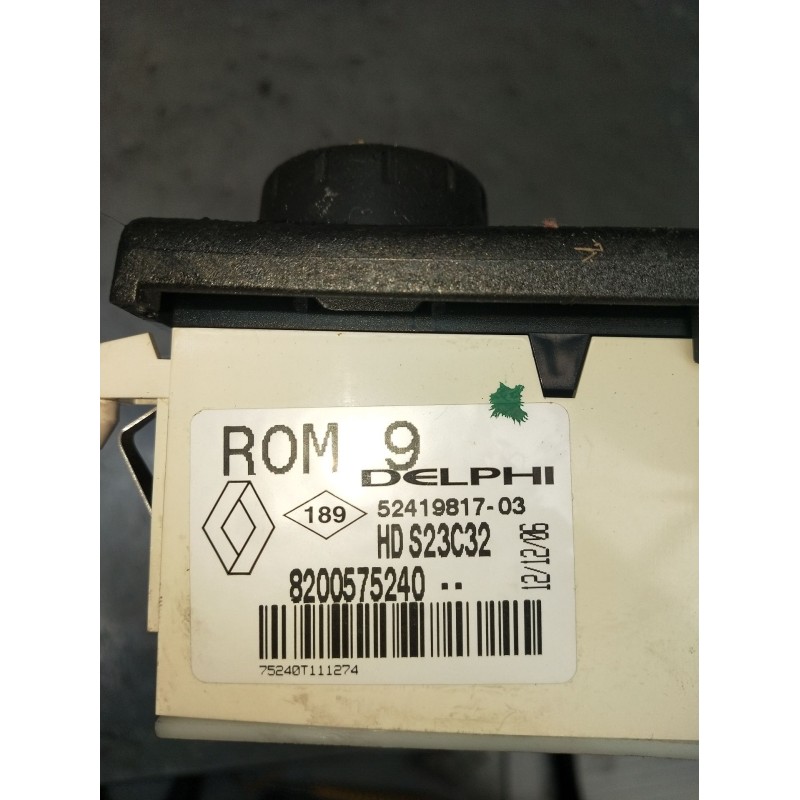 ROM 9
DELPHI
189
52419817-03
HD S23C32
8200575240 --
12/12/06
75240T111274